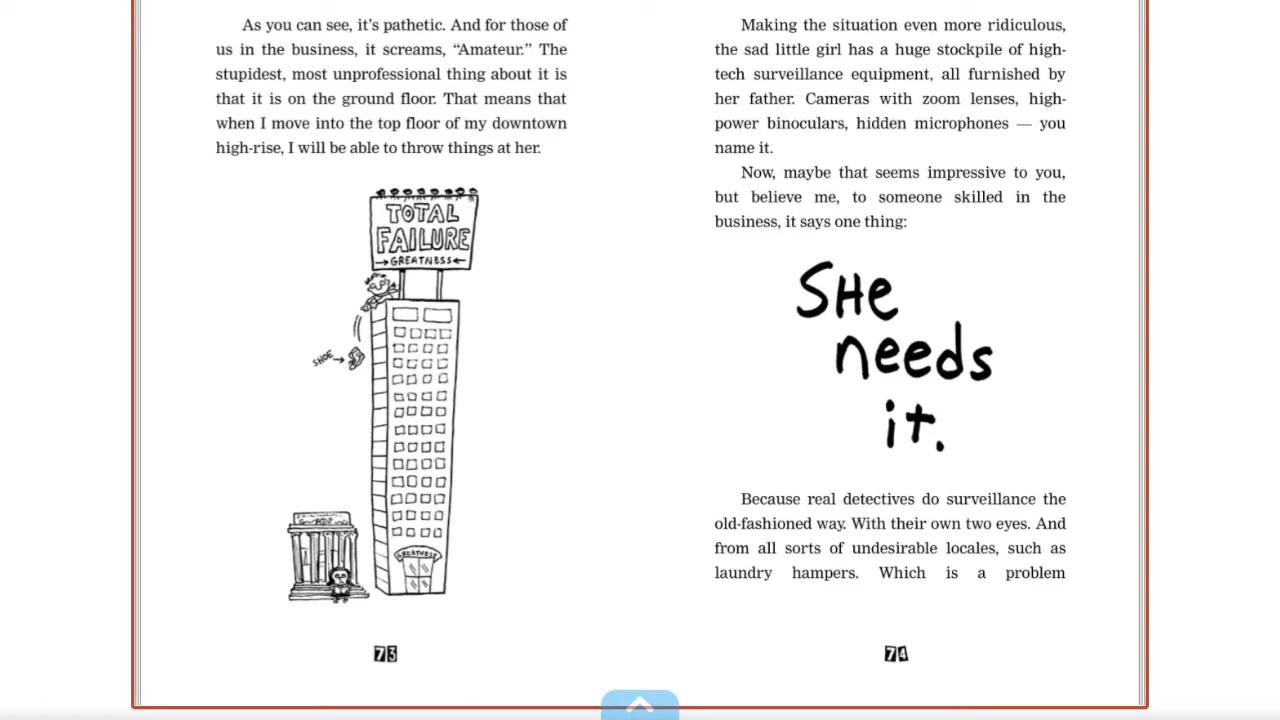 As you can see, it’s pathetic. And for those of
us in the business, it screams, “Amateur.” The
stupidest, most unprofessional thing about it is
that it is on the ground floor. That means that
when I move into the top floor of my downtown
high-rise, I will be able to throw things at her.
TOTAL
FAILURE
GREATNESS
SHOE
GREATNESS
73
Making the situation even more ridiculous,
the sad little girl has a huge stockpile of high-
tech surveillance equipment, all furnished by
her father. Cameras with zoom lenses, high-
power binoculars, hidden microphones — you
name it.
Now, maybe that seems impressive to you,
but believe me, to someone skilled in the
business, it says one thing:
SHe
needs
it.
Because real detectives do surveillance the
old-fashioned way. With their own two eyes. And
from all sorts of undesirable locales, such as
laundry hampers. Which is a problem
74